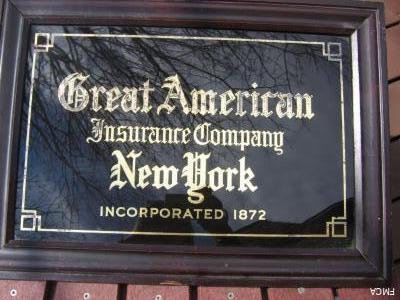 Great American
Insurance Company
New York
INCORPORATED 1872
FMCA